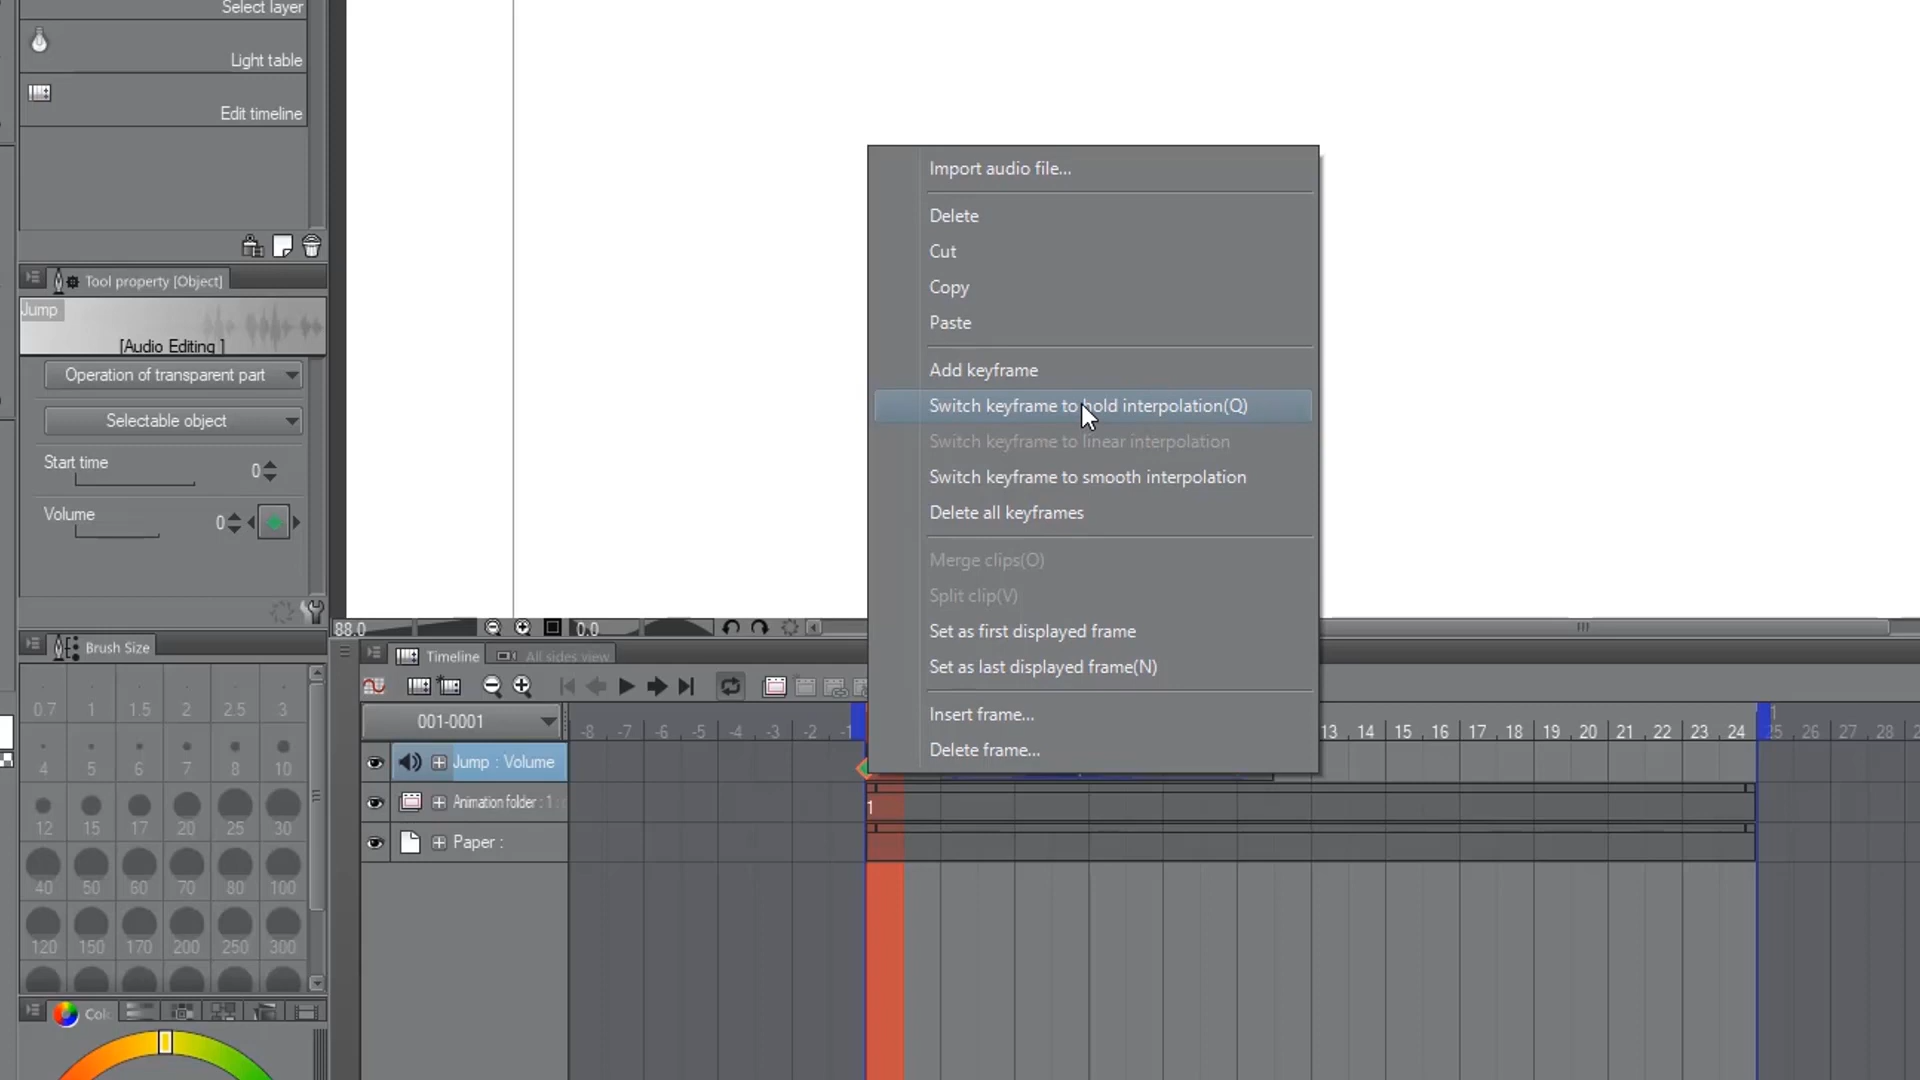 Select layer
Light table
Edit timeline
Tool property [Object]
Jump
[Audio Editing ]
Operation of transparent part
Selectable object
Start time 0
Volume 0
Brush Size
0.7 1 1.5 2 2.5 3
4 5 6 7 8 10
12 15 17 20 25 30
40 50 60 70 80 100
120 150 170 200 250 300
Import audio file...
Delete
Cut
Copy
Paste
Add keyframe
Switch keyframe to hold interpolation(Q)
Switch keyframe to linear interpolation
Switch keyframe to smooth interpolation
Delete all keyframes
Merge clips(O)
Split clip(V)
Set as first displayed frame
Set as last displayed frame(N)
Insert frame...
Delete frame...
88.0 0.0
Timeline All sides view
001-0001 -8 -7 -6 -5 -4 -3 -2 -1 13 14 15 16 17 18 19 20 21 22 23 24 1 25 26 27 28
Jump : Volume
Animation folder : 1 : 1
Paper :